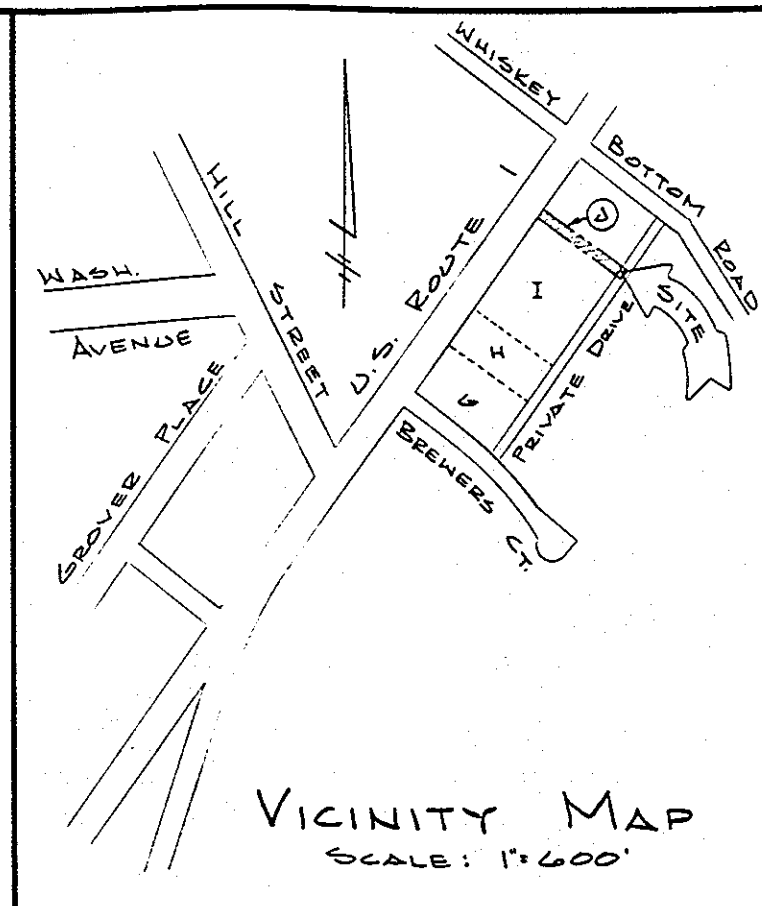 WHISKEY
BOTTOM
ROAD
HILL
STREET
U.S. ROUTE 1
J
WASH.
AVENUE
I
SITE
H
G
PRIVATE DRIVE
GROVER PLACE
BREWERS CT.
VICINITY MAP
SCALE: 1"=600'